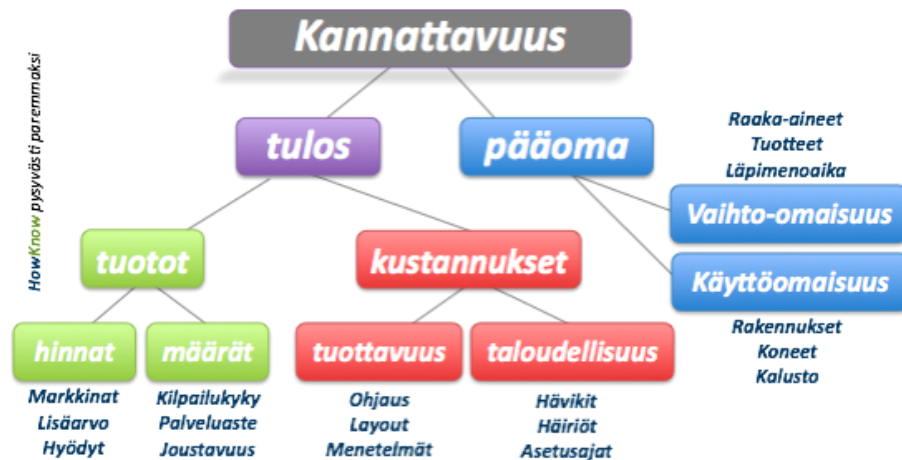 Kannattavuus
HowKnow pysyvästi paremmaksi
tulos
pääoma
Raaka-aineet
Tuotteet
Läpimenoaika
Vaihto-omaisuus
Käyttöomaisuus
Rakennukset
Koneet
Kalusto
tuotot
kustannukset
hinnat
määrät
tuottavuus
taloudellisuus
Markkinat
Lisäarvo
Hyödyt
Kilpailukyky
Palveluaste
Joustavuus
Ohjaus
Layout
Menetelmät
Hävikit
Häiriöt
Asetusajat